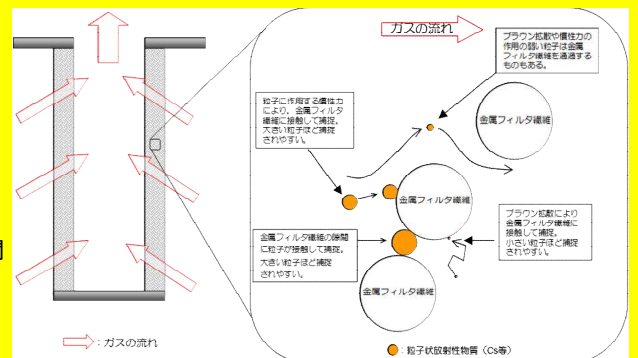 ガスの流れ
ブラウン拡散や慣性力の
作用の弱い粒子は金属
フィルタ繊維を通過する
ものもある。
粒子に作用する慣性力
により、金属フィルタ
繊維に接触して捕捉。
大きい粒子ほど捕捉
されやすい。
金属フィルタ繊維
金属フィルタ繊維
金属フィルタ繊維の隙間
に粒子が接触して捕捉。
大きい粒子ほど捕捉
されやすい。
ブラウン拡散により
金属フィルタ繊維に
接触して捕捉。
小さい粒子ほど捕捉
されやすい。
金属フィルタ繊維
:ガスの流れ
:粒子状放射性物質(Cs等)